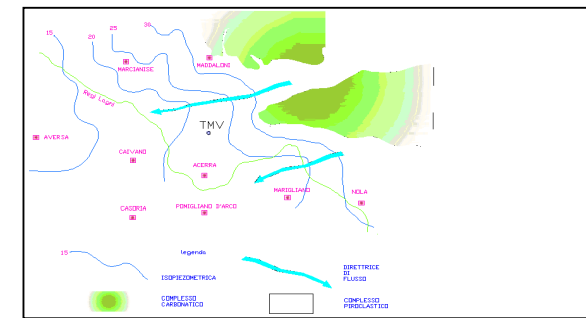 30
25
20
15
MADDALONI
MARCIANISE
Regi Lagni
TMV
AVERSA
CAIVANO
ACERRA
MARIGLIANO
NOLA
CASORIA
POMIGLIANO D'ARCO
legenda
15
ISOPIEZOMETRICA
DIRETTRICE
DI
FLUSSO
COMPLESSO
CARBONATICO
COMPLESSO
PIROCLASTICO